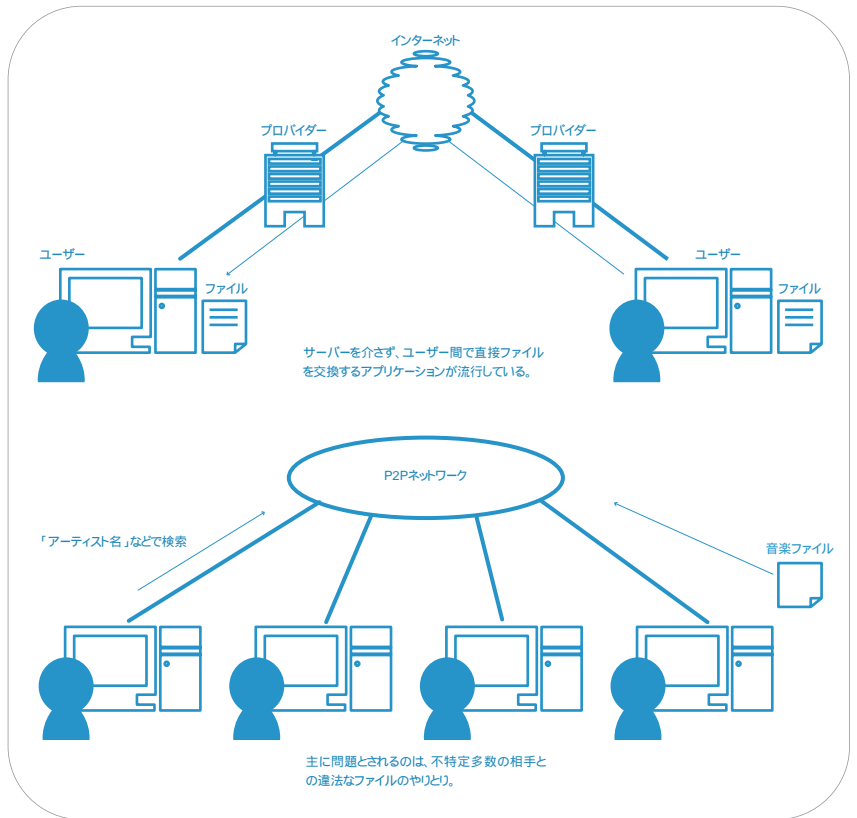 インターネット
プロバイダー
プロバイダー
ユーザー
ユーザー
ファイル
ファイル
サーバーを介さず、ユーザー間で直接ファイル
を交換するアプリケーションが流行している。
P2Pネットワーク
「アーティスト名」などで検索
音楽ファイル
主に問題とされるのは、不特定多数の相手と
の違法なファイルのやりとり。